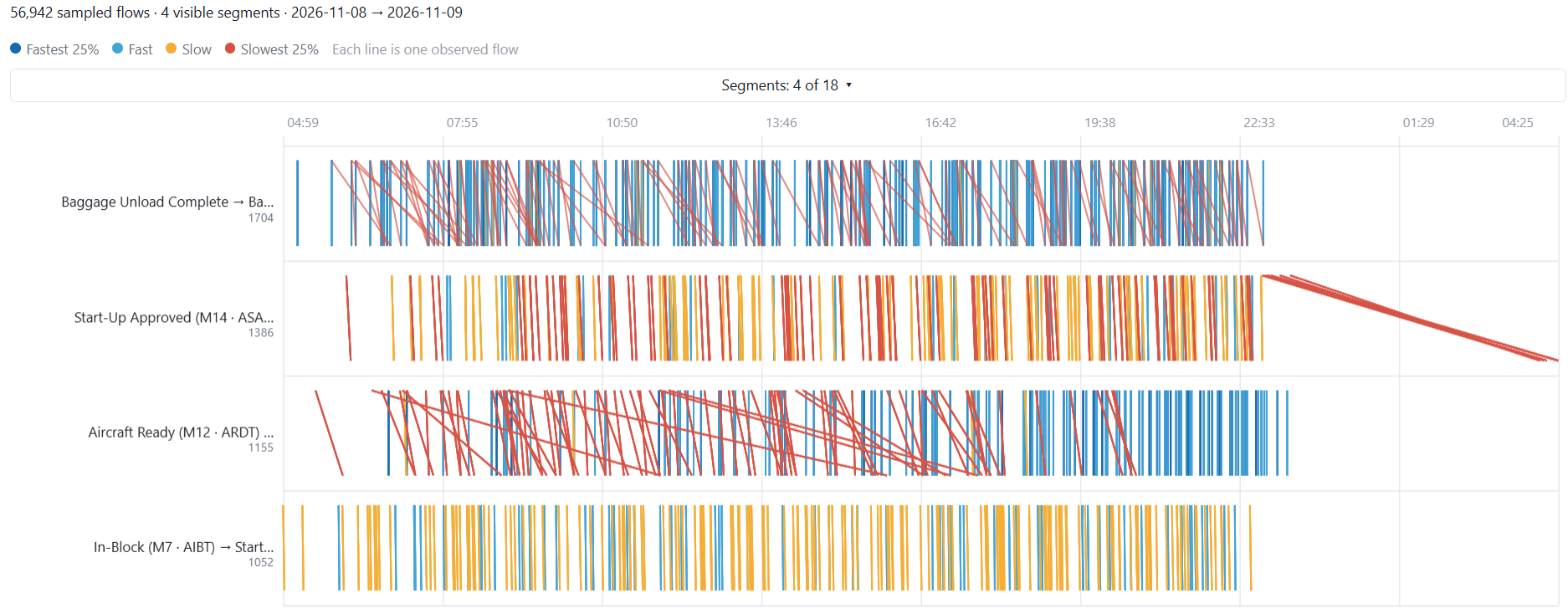 56,942 sampled flows · 4 visible segments · 2026-11-08 → 2026-11-09
Fastest 25% Fast Slow Slowest 25% Each line is one observed flow
Segments: 4 of 18 ▾
04:59 07:55 10:50 13:46 16:42 19:38 22:33 01:29 04:25
Baggage Unload Complete → Ba...
1704
Start-Up Approved (M14 · ASA...
1386
Aircraft Ready (M12 · ARDT) ...
1155
In-Block (M7 · AIBT) → Start...
1052